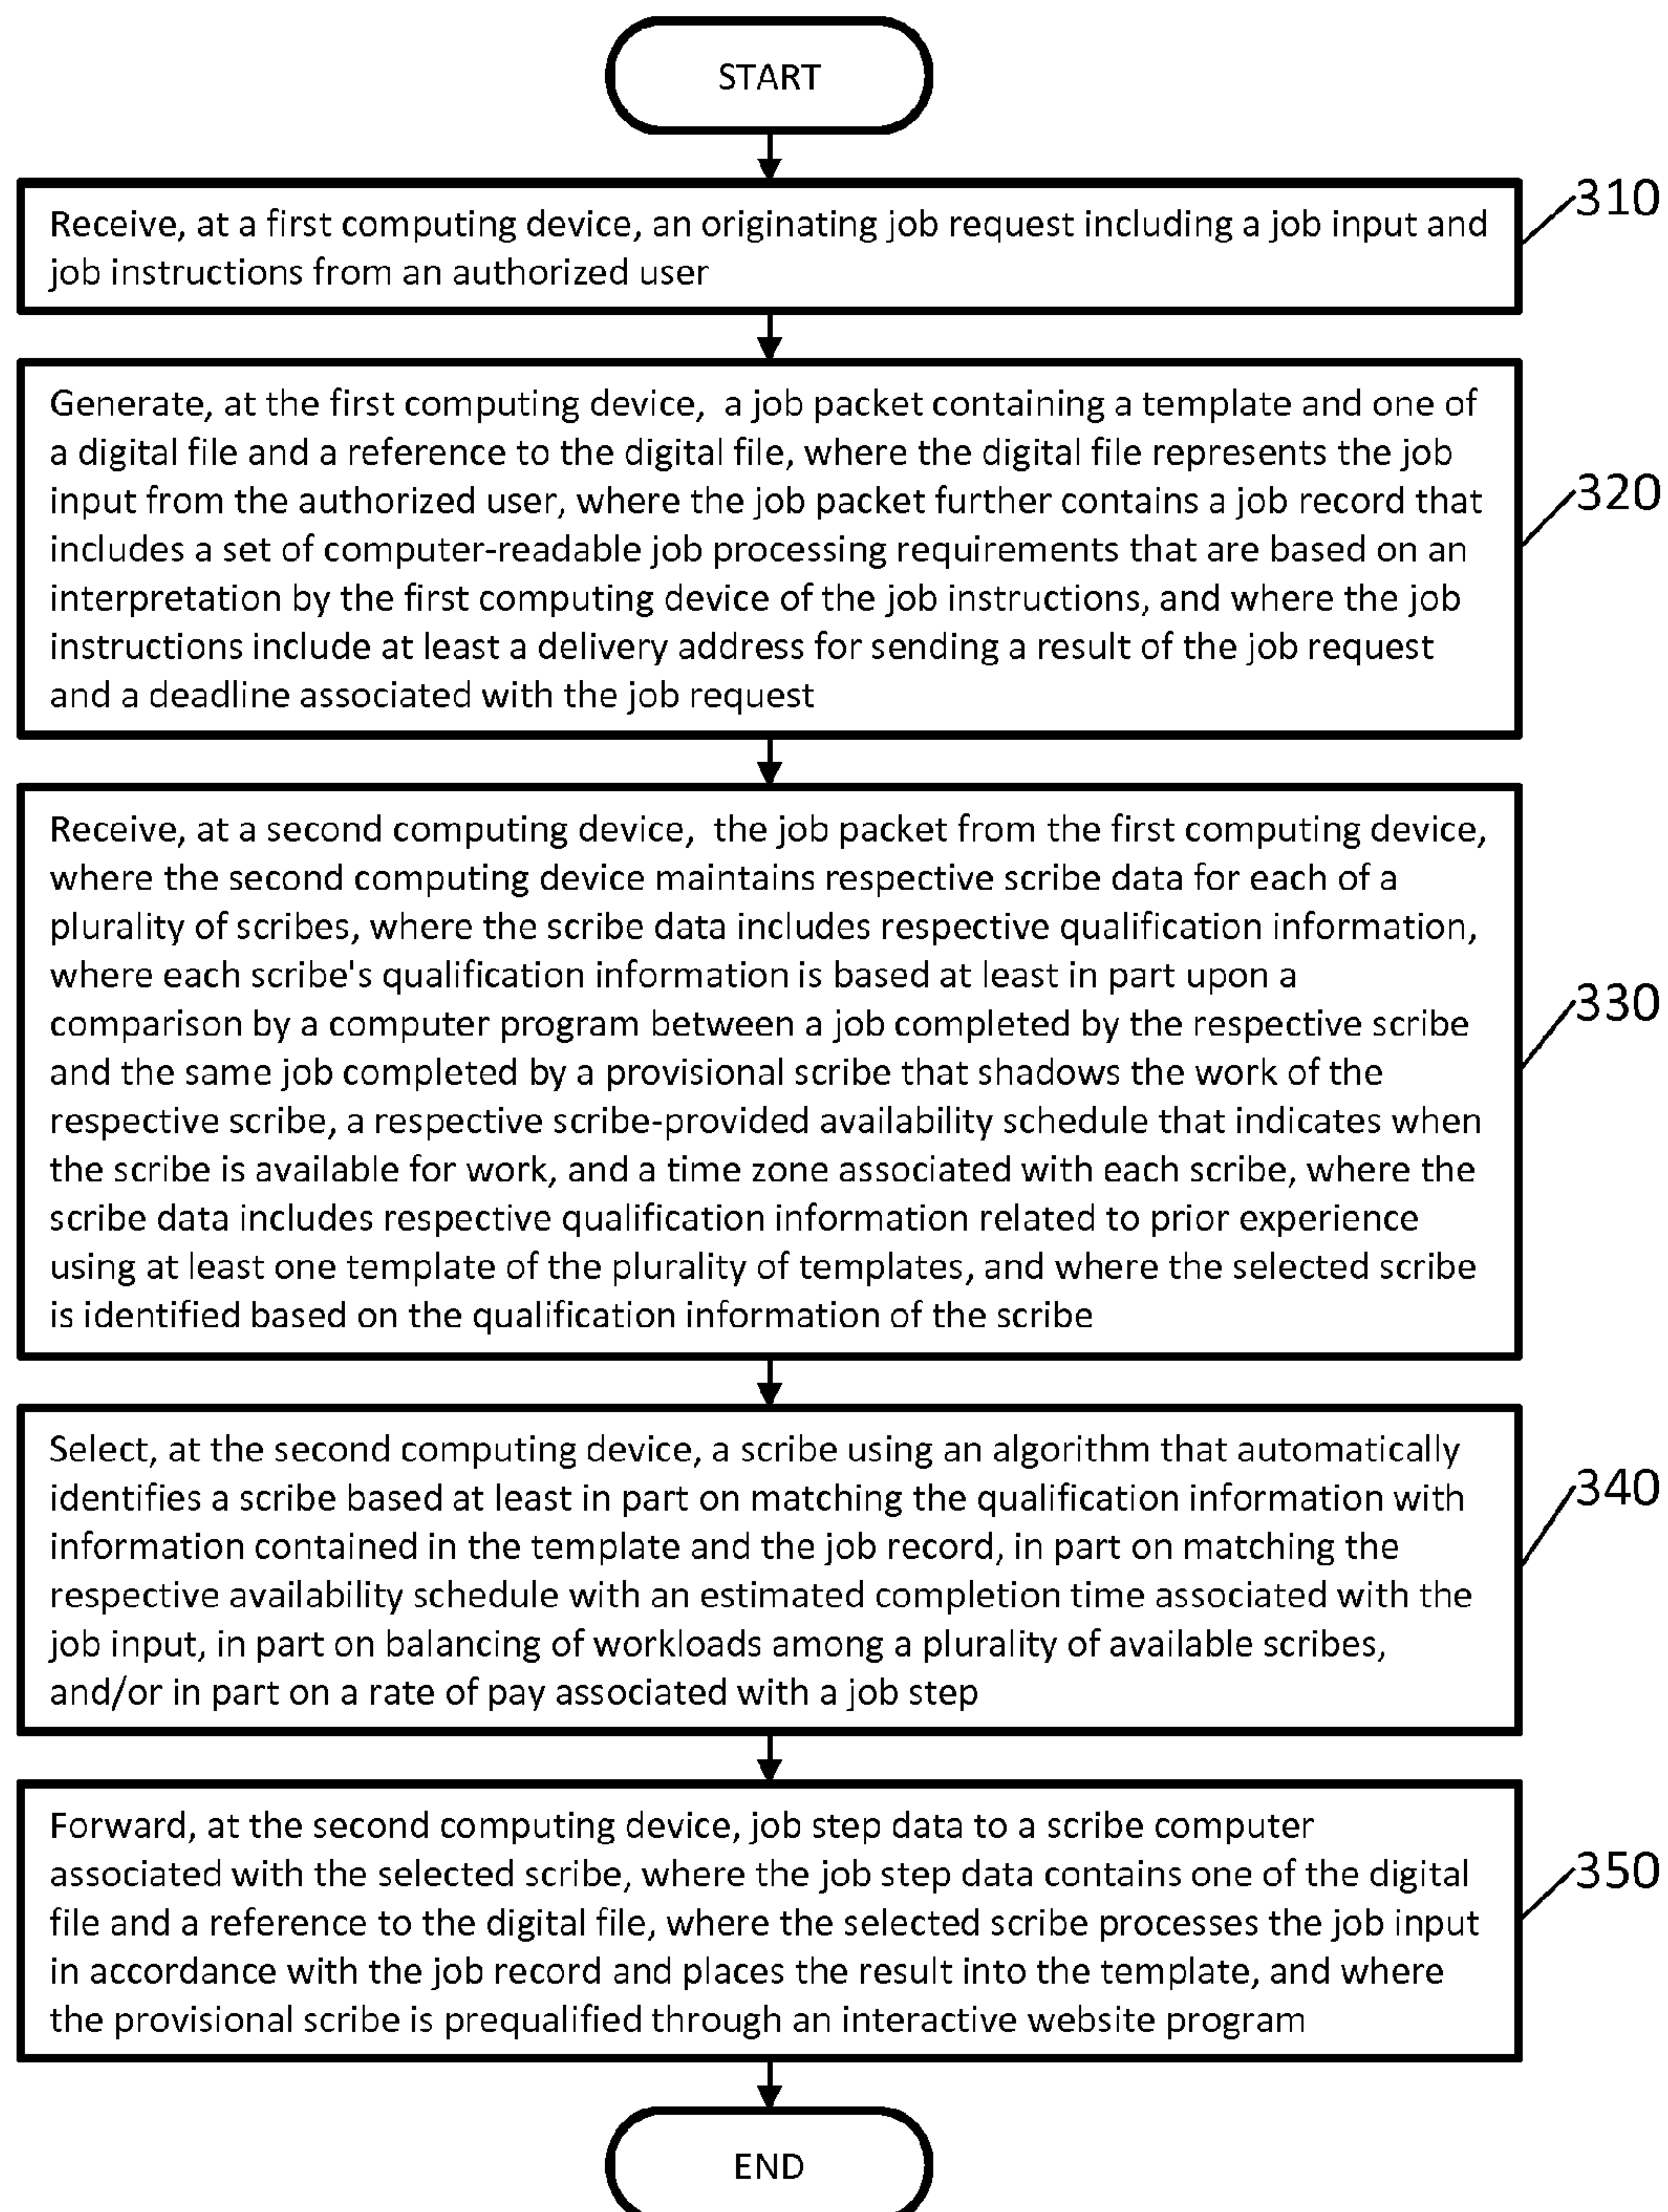 START
310
Receive, at a first computing device, an originating job request including a job input and
job instructions from an authorized user
320
Generate, at the first computing device,  a job packet containing a template and one of
a digital file and a reference to the digital file, where the digital file represents the job
input from the authorized user, where the job packet further contains a job record that
includes a set of computer-readable job processing requirements that are based on an
interpretation by the first computing device of the job instructions, and where the job
instructions include at least a delivery address for sending a result of the job request
and a deadline associated with the job request
330
Receive, at a second computing device,  the job packet from the first computing device,
where the second computing device maintains respective scribe data for each of a
plurality of scribes, where the scribe data includes respective qualification information,
where each scribe's qualification information is based at least in part upon a
comparison by a computer program between a job completed by the respective scribe
and the same job completed by a provisional scribe that shadows the work of the
respective scribe, a respective scribe-provided availability schedule that indicates when
the scribe is available for work, and a time zone associated with each scribe, where the
scribe data includes respective qualification information related to prior experience
using at least one template of the plurality of templates, and where the selected scribe
is identified based on the qualification information of the scribe
340
Select, at the second computing device, a scribe using an algorithm that automatically
identifies a scribe based at least in part on matching the qualification information with
information contained in the template and the job record, in part on matching the
respective availability schedule with an estimated completion time associated with the
job input, in part on balancing of workloads among a plurality of available scribes,
and/or in part on a rate of pay associated with a job step
350
Forward, at the second computing device, job step data to a scribe computer
associated with the selected scribe, where the job step data contains one of the digital
file and a reference to the digital file, where the selected scribe processes the job input
in accordance with the job record and places the result into the template, and where
the provisional scribe is prequalified through an interactive website program
END